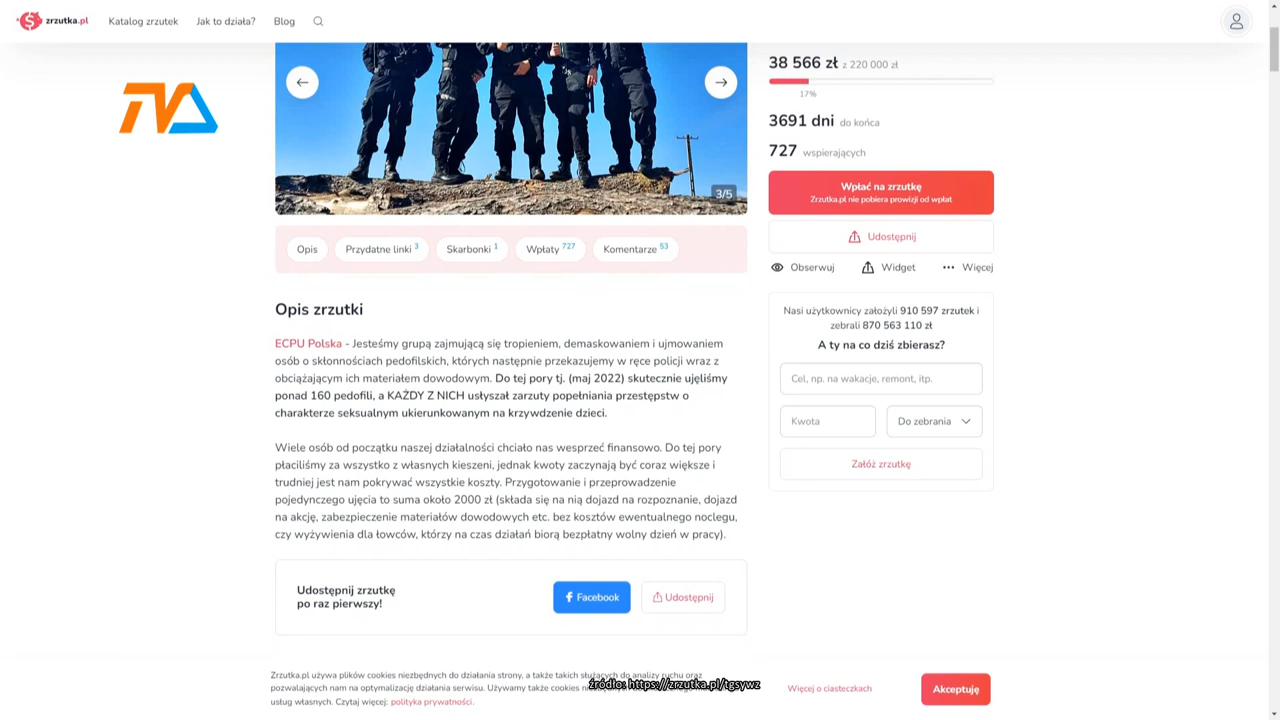 zrzutka.pl Katalog zrzutek Jak to działa? Blog
TVA
3/5
38 566 zł z 220 000 zł
17%
3691 dni do końca
727 wspierających
Wpłać na zrzutkę
Zrzutka.pl nie pobiera prowizji od wpłat
Udostępnij
Obserwuj Widget Więcej
Opis Przydatne linki 3 Skarbonki 1 Wpłaty 727 Komentarze 53
Opis zrzutki
ECPU Polska - Jesteśmy grupą zajmującą się tropieniem, demaskowaniem i ujmowaniem
osób o skłonnościach pedofilskich, których następnie przekazujemy w ręce policji wraz z
obciążającym ich materiałem dowodowym. Do tej pory tj. (maj 2022) skutecznie ujęliśmy
ponad 160 pedofili, a KAŻDY Z NICH usłyszał zarzuty popełniania przestępstw o
charakterze seksualnym ukierunkowanym na krzywdzenie dzieci.
Wiele osób od początku naszej działalności chciało nas wesprzeć finansowo. Do tej pory
płaciliśmy za wszystko z własnych kieszeni, jednak kwoty zaczynają być coraz większe i
trudniej jest nam pokrywać wszystkie koszty. Przygotowanie i przeprowadzenie
pojedynczego ujęcia to suma około 2000 zł (składa się na nią dojazd na rozpoznanie, dojazd
na akcję, zabezpieczenie materiałów dowodowych etc. bez kosztów ewentualnego noclegu,
czy wyżywienia dla łowców, którzy na czas działań biorą bezpłatny wolny dzień w pracy).
Nasi użytkownicy założyli 910 597 zrzutek i
zebrali 870 563 110 zł
A ty na co dziś zbierasz?
Cel, np. na wakacje, remont, itp.
Kwota Do zebrania
Załóż zrzutkę
Udostępnij zrzutkę
po raz pierwszy!
Facebook Udostępnij
Zrzutka.pl używa plików cookies niezbędnych do działania strony, a także takich służących do analizy ruchu oraz
pozwalających nam na optymalizację działania serwisu. Używamy także cookies
usług własnych. Czytaj więcej: polityka prywatności.
źródło: https://zrzutka.pl/tgsywz
Więcej o ciasteczkach
Akceptuję